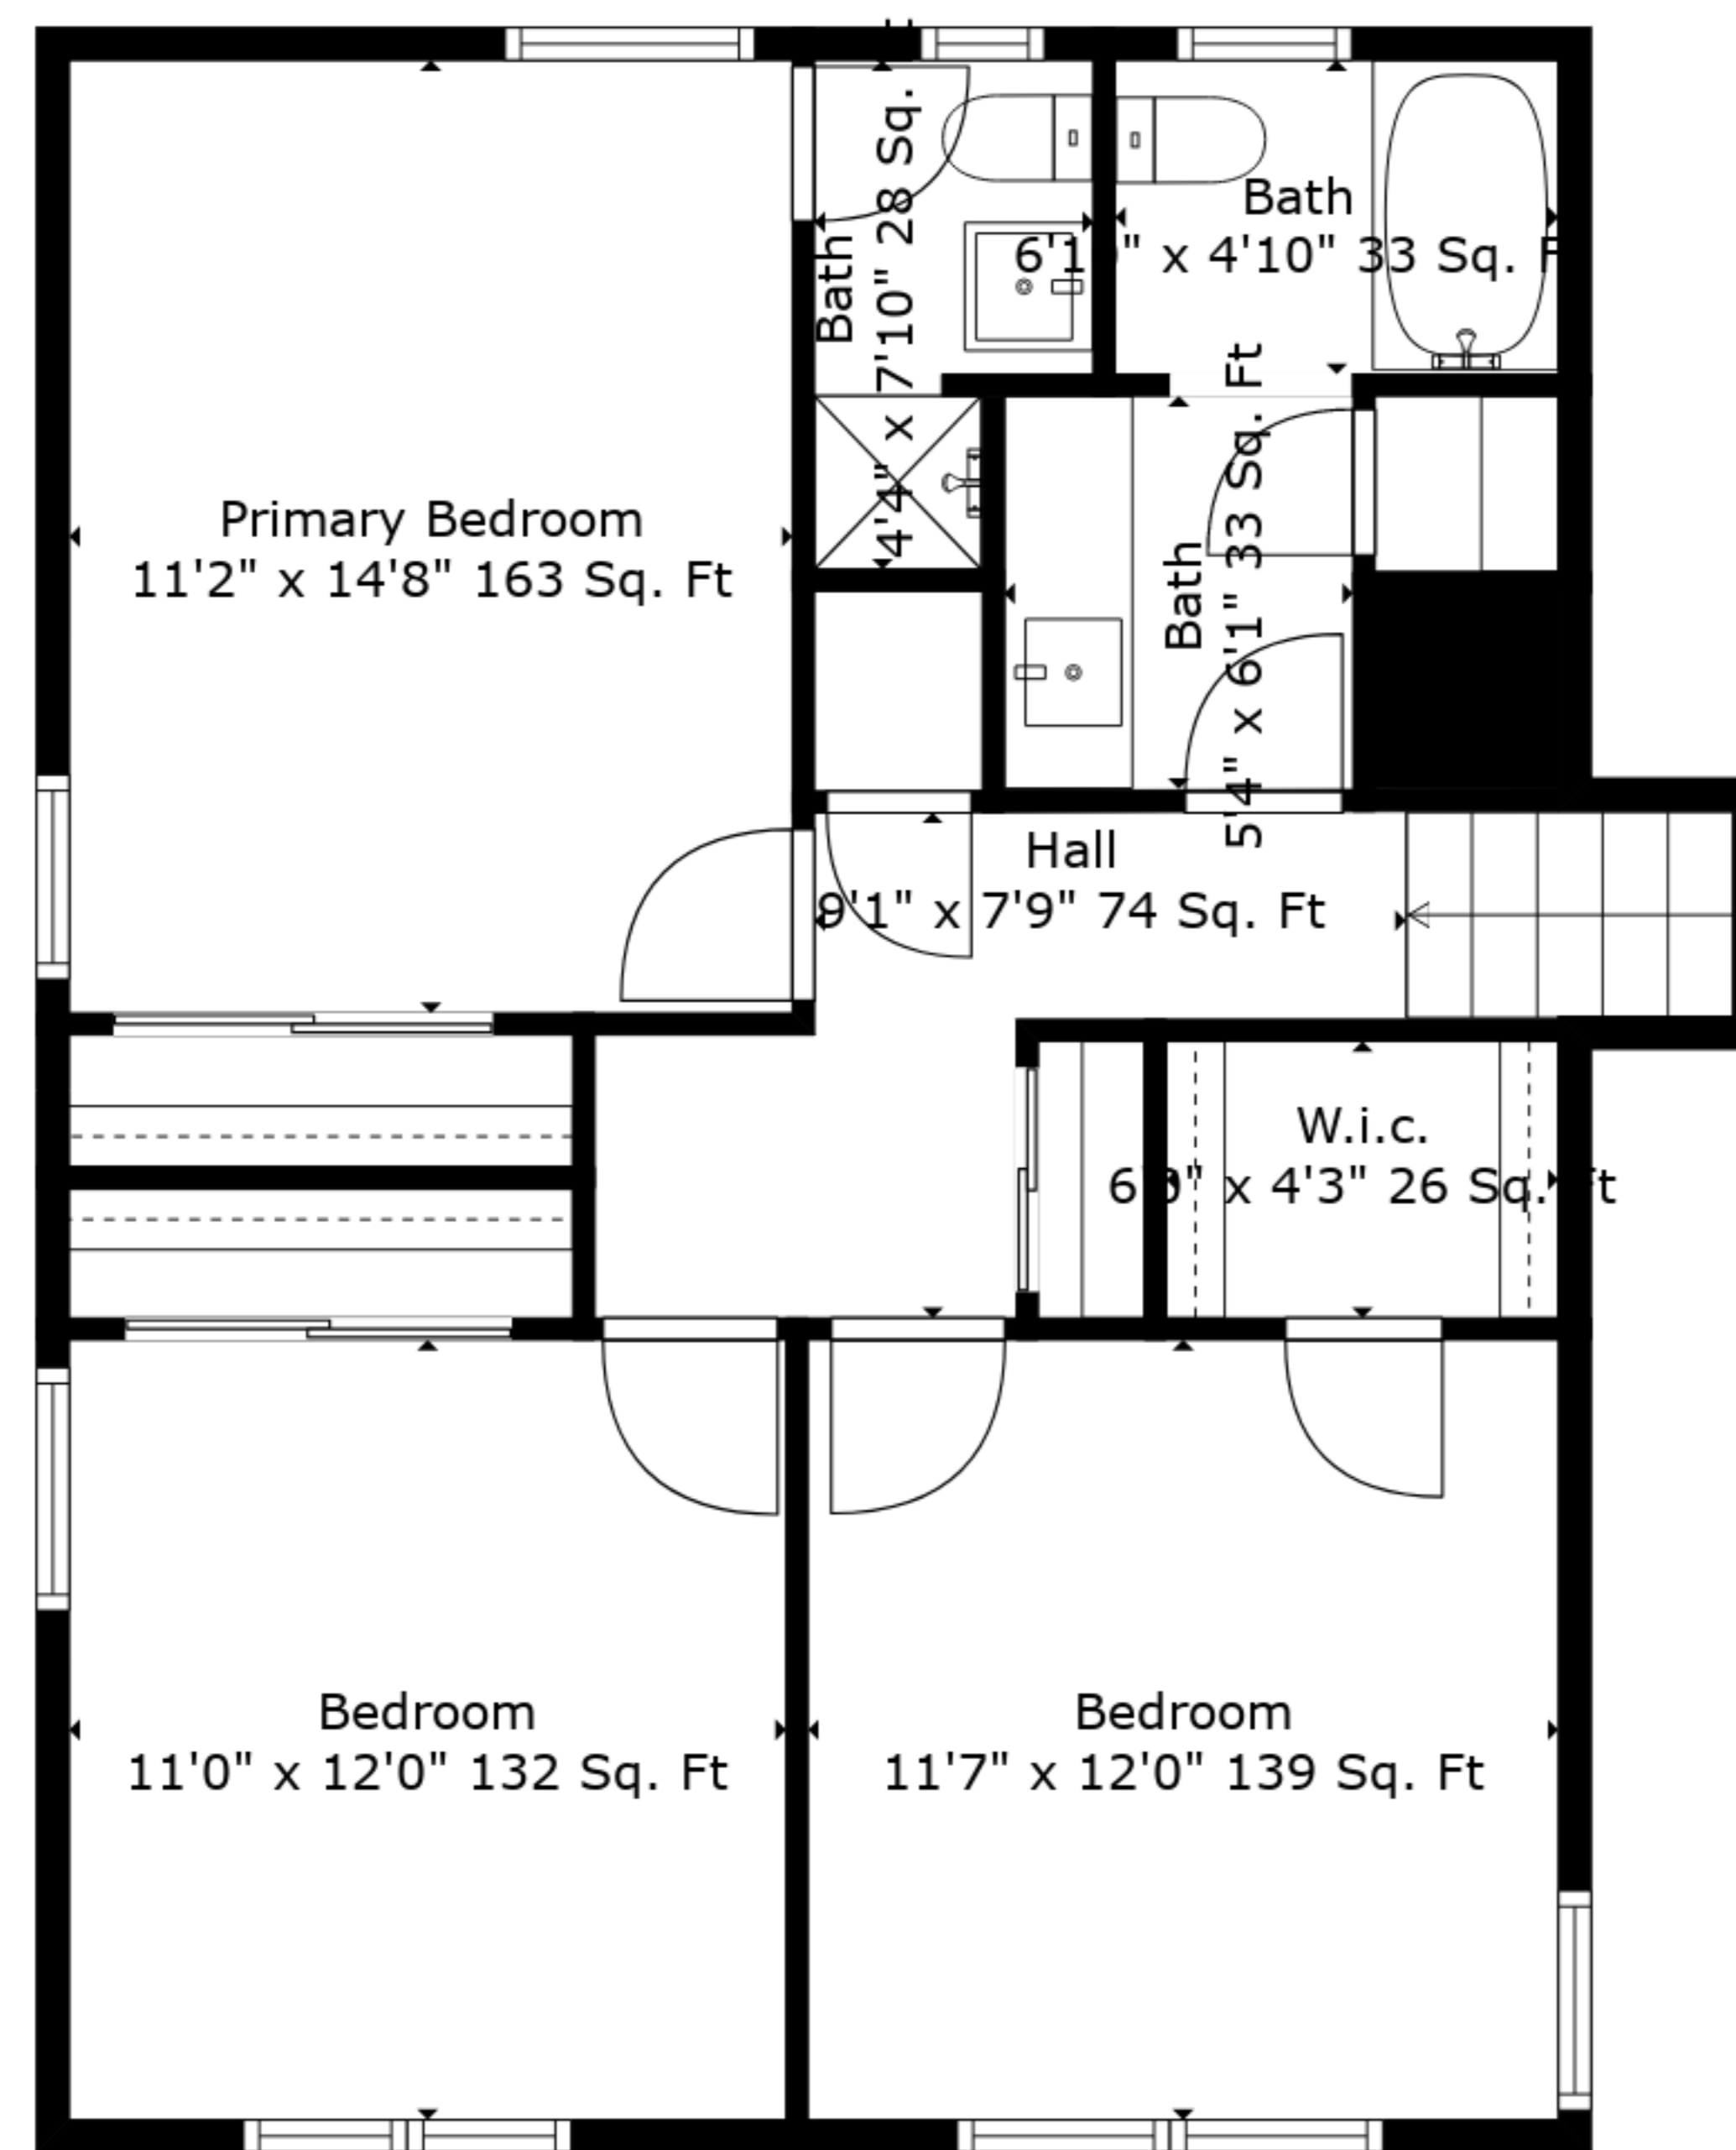 Bath
4'4" x 7'10" 28 Sq.
Bath
4'10" 33 Sq.
Primary Bedroom
11'2" x 14'8" 163 Sq. Ft
Bath
5'4" x 6'1" 33 Sq. Ft
Hall
9'1" x 7'9" 74 Sq. Ft
W.i.c.
x 4'3" 26 Sq. Ft
Bedroom
11'0" x 12'0" 132 Sq. Ft
Bedroom
11'7" x 12'0" 139 Sq. Ft